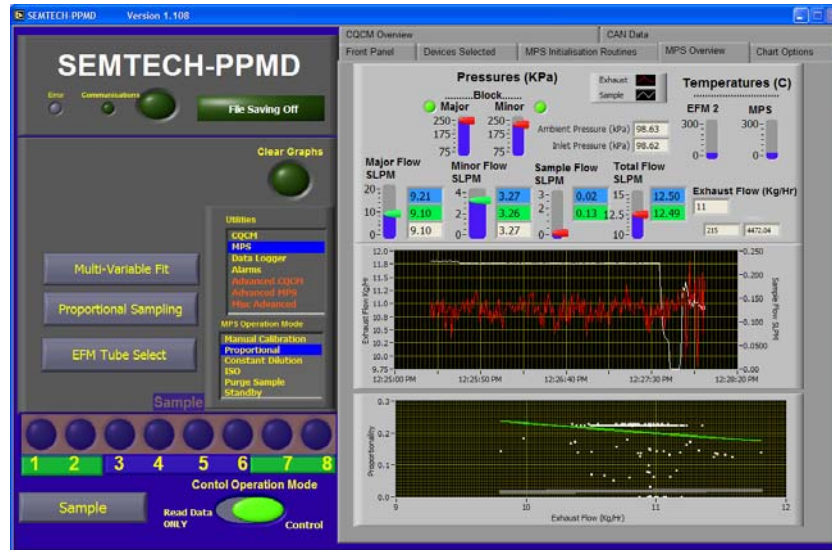 SEMTECH-PPMD Version 1.108
SEMTECH-PPMD
Error
Communications
File Saving Off
Clear Graphs
Utilities
CQCM
MPS
Data Logger
Alarms
Advanced CQCM
Advanced MPS
Misc Advanced
MPS Operation Mode
Manual Calibration
Proportional
Constant Dilution
ISO
Purge Sample
Standby
Multi-Variable Fit
Proportional Sampling
EFM Tube Select
Sample
1 2 3 4 5 6 7 8
Contol Operation Mode
Sample
Read Data
ONLY
Control
CQCM Overview
CAN Data
Front Panel
Devices Selected
MPS Initialisation Routines
MPS Overview
Chart Options
Pressures (KPa)
Block
Major Minor
250-
175-
75-
250-
175-
75-
Exhaust
Sample
Ambient Pressure (kPa) 98.63
Inlet Pressure (kPa) 98.62
Temperatures (C)
EFM 2
MPS
300-
0-
300-
0-
Major Flow
SLPM
20-
10-
0-
9.21
9.10
9.10
Minor Flow
SLPM
4-
2-
0-
3.27
3.26
3.27
Sample Flow
SLPM
3-
2-
0-
0.02
0.13
Total Flow
SLPM
15-
12.5-
10-
12.50
12.49
Exhaust Flow (Kg/Hr)
11
215
4472.04
12.0-
11.8-
11.5-
11.3-
11.0-
10.8-
10.5-
10.3-
10.0-
9.75-
Exhaust Flow Kg/Hr
-0.250
-0.200
-0.150
-0.100
-0.0500
-0.00
Sample Flow SLPM
12:25:00 PM
12:25:50 PM
12:26:40 PM
12:27:30 PM
12:28:20 PM
0.3-
0.2-
0.1-
0.0-
Proportionality
9
10
11
12
Exhaust Flow (Kg/Hr)